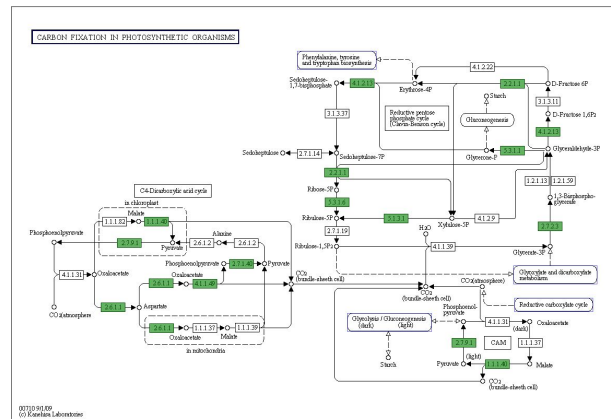 CARBON FIXATION IN PHOTOSYNTHETIC ORGANISMS
Phenylalanine, tyrosine
and tryptophan biosynthesis
4.1.2.22
Sedoheptulose-
1,7-bisphosphate
4.1.2.13
Erythrose-4P
2.2.1.1
D-Fructose 6P
Starch
3.1.3.11
3.1.3.37
Reductive pentose
phosphate cycle
(Calvin-Benson cycle)
Gluconeogenesis
D-Fructose 1,6P2
4.1.2.13
Sedoheptulose
2.7.1.14
Sedoheptulose-7P
Glycerone-P
5.3.1.1
Glyceraldehyde-3P
2.2.1.1
1.2.1.13
1.2.1.59
C4-Dicarboxylic acid cycle
Ribose-5P
5.3.1.6
1,3-Bisphospho-
glycerate
in chloroplast
Malate
1.1.1.82
1.1.1.40
Ribulose-5P
5.1.3.1
Xylulose-5P
4.1.2.9
Phosphoenolpyruvate
Alanine
2.7.1.19
H2O
2.7.2.3
2.7.9.1
Pyruvate
2.6.1.2
2.6.1.2
Ribulose-1,5P2
4.1.1.39
Glycerate-3P
Phosphoenolpyruvate
Pyruvate
Oxaloacetate
2.7.1.40
4.1.1.31
Oxaloacetate
2.6.1.1
4.1.1.49
CO2
(bundle-sheath cell)
Glyoxylate and dicarboxylate
metabolism
CO2
(bundle-sheath cell)
CO2(atmosphere)
Aspartate
Phosphoenol-
pyruvate
Reductive carboxylate cycle
CO2(atmosphere
2.6.1.1
Glycolysis / Gluconeogenesis
(dark)
(light)
4.1.1.31
(dark)
Oxaloacetate
2.6.1.1
1.1.1.37
1.1.1.39
Oxaloacetate
Malate
2.7.9.1
CAM
1.1.1.37
in mitochondria
(light)
Starch
Pyruvate
1.1.1.40
Malate
CO2
(bundle-sheath cell)
00710 9/1/09
(c) Kanehisa Laboratories